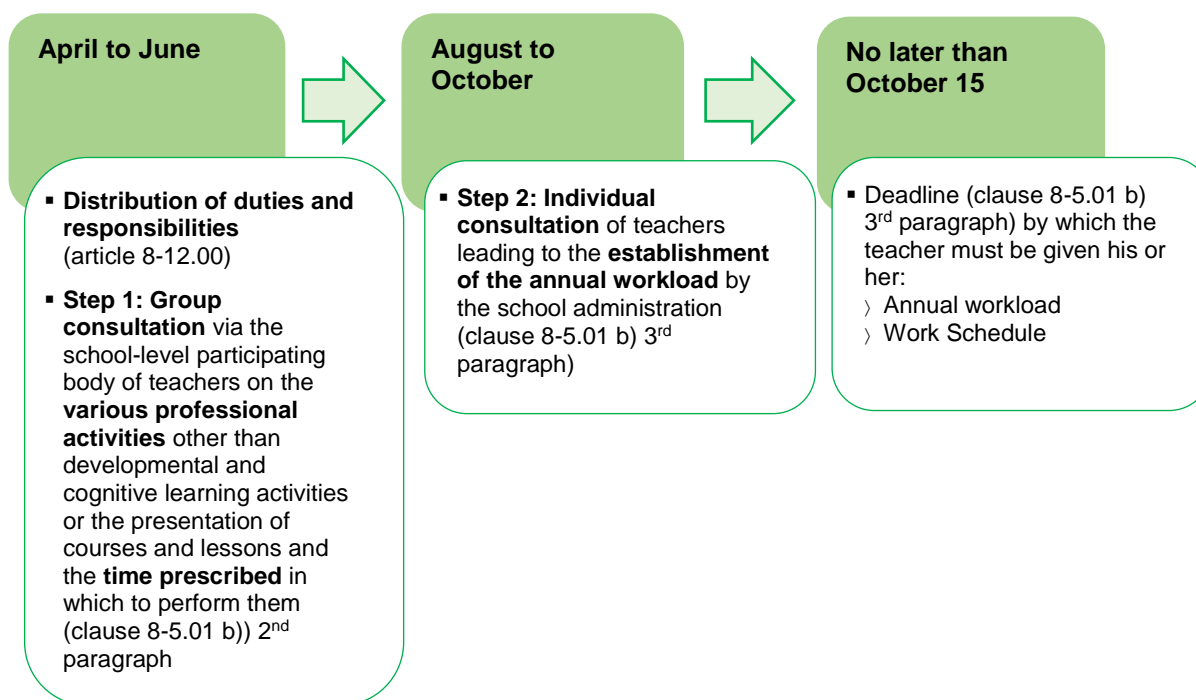 April to June
▪ Distribution of duties and
responsibilities
(article 8-12.00)
▪ Step 1: Group
consultation via the
school-level participating
body of teachers on the
various professional
activities other than
developmental and
cognitive learning activities
or the presentation of
courses and lessons and
the time prescribed in
which to perform them
(clause 8-5.01 b)) 2nd
paragraph
August to
October
▪ Step 2: Individual
consultation of teachers
leading to the establishment
of the annual workload by
the school administration
(clause 8-5.01 b) 3rd
paragraph)
No later than
October 15
▪ Deadline (clause 8-5.01 b)
3rd paragraph) by which the
teacher must be given his or
her:
〉 Annual workload
〉 Work Schedule